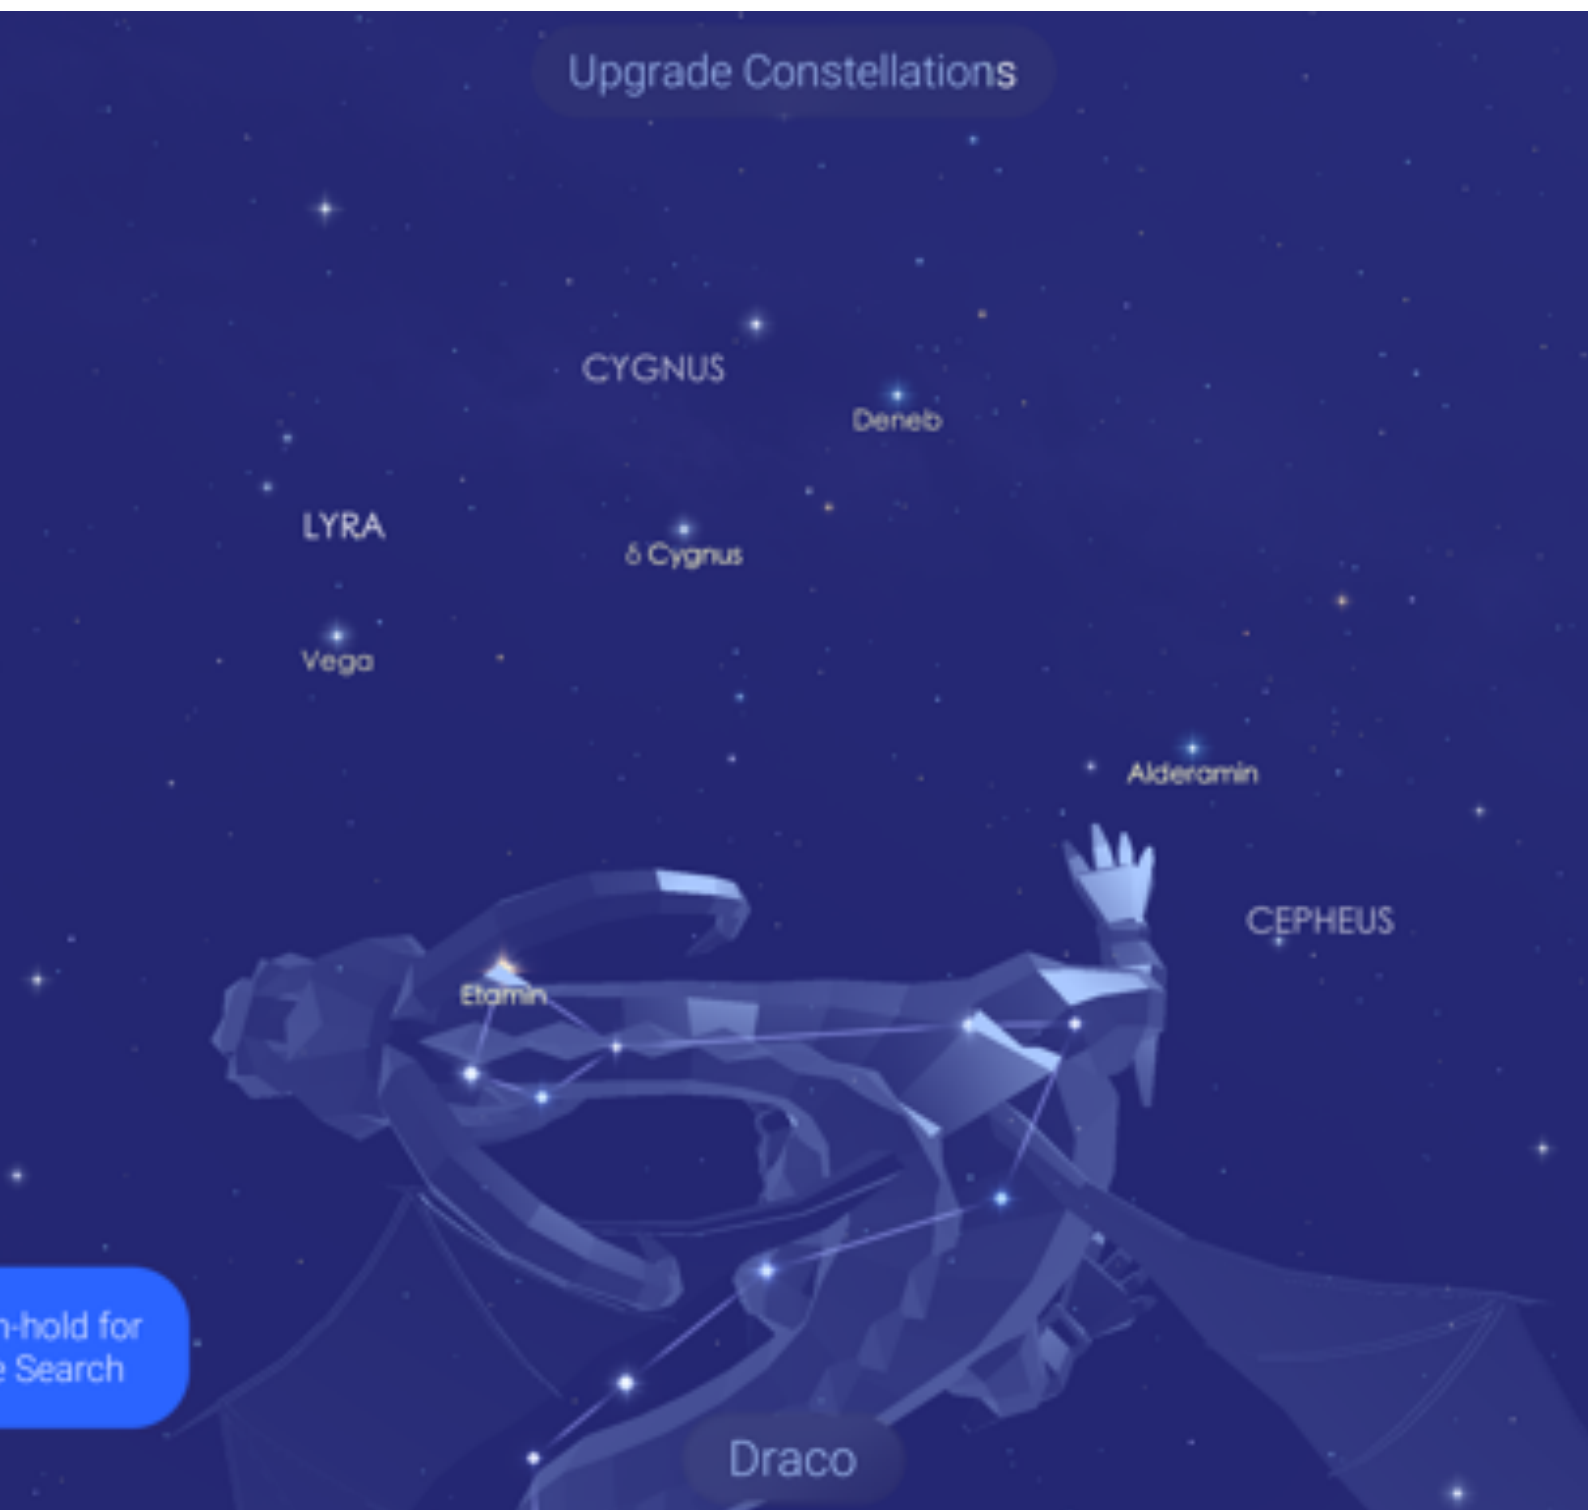 Upgrade Constellations
CYGNUS
Deneb
LYRA
δ Cygnus
Vega
Alderamin
CEPHEUS
Etamin
-hold for
Search
Draco